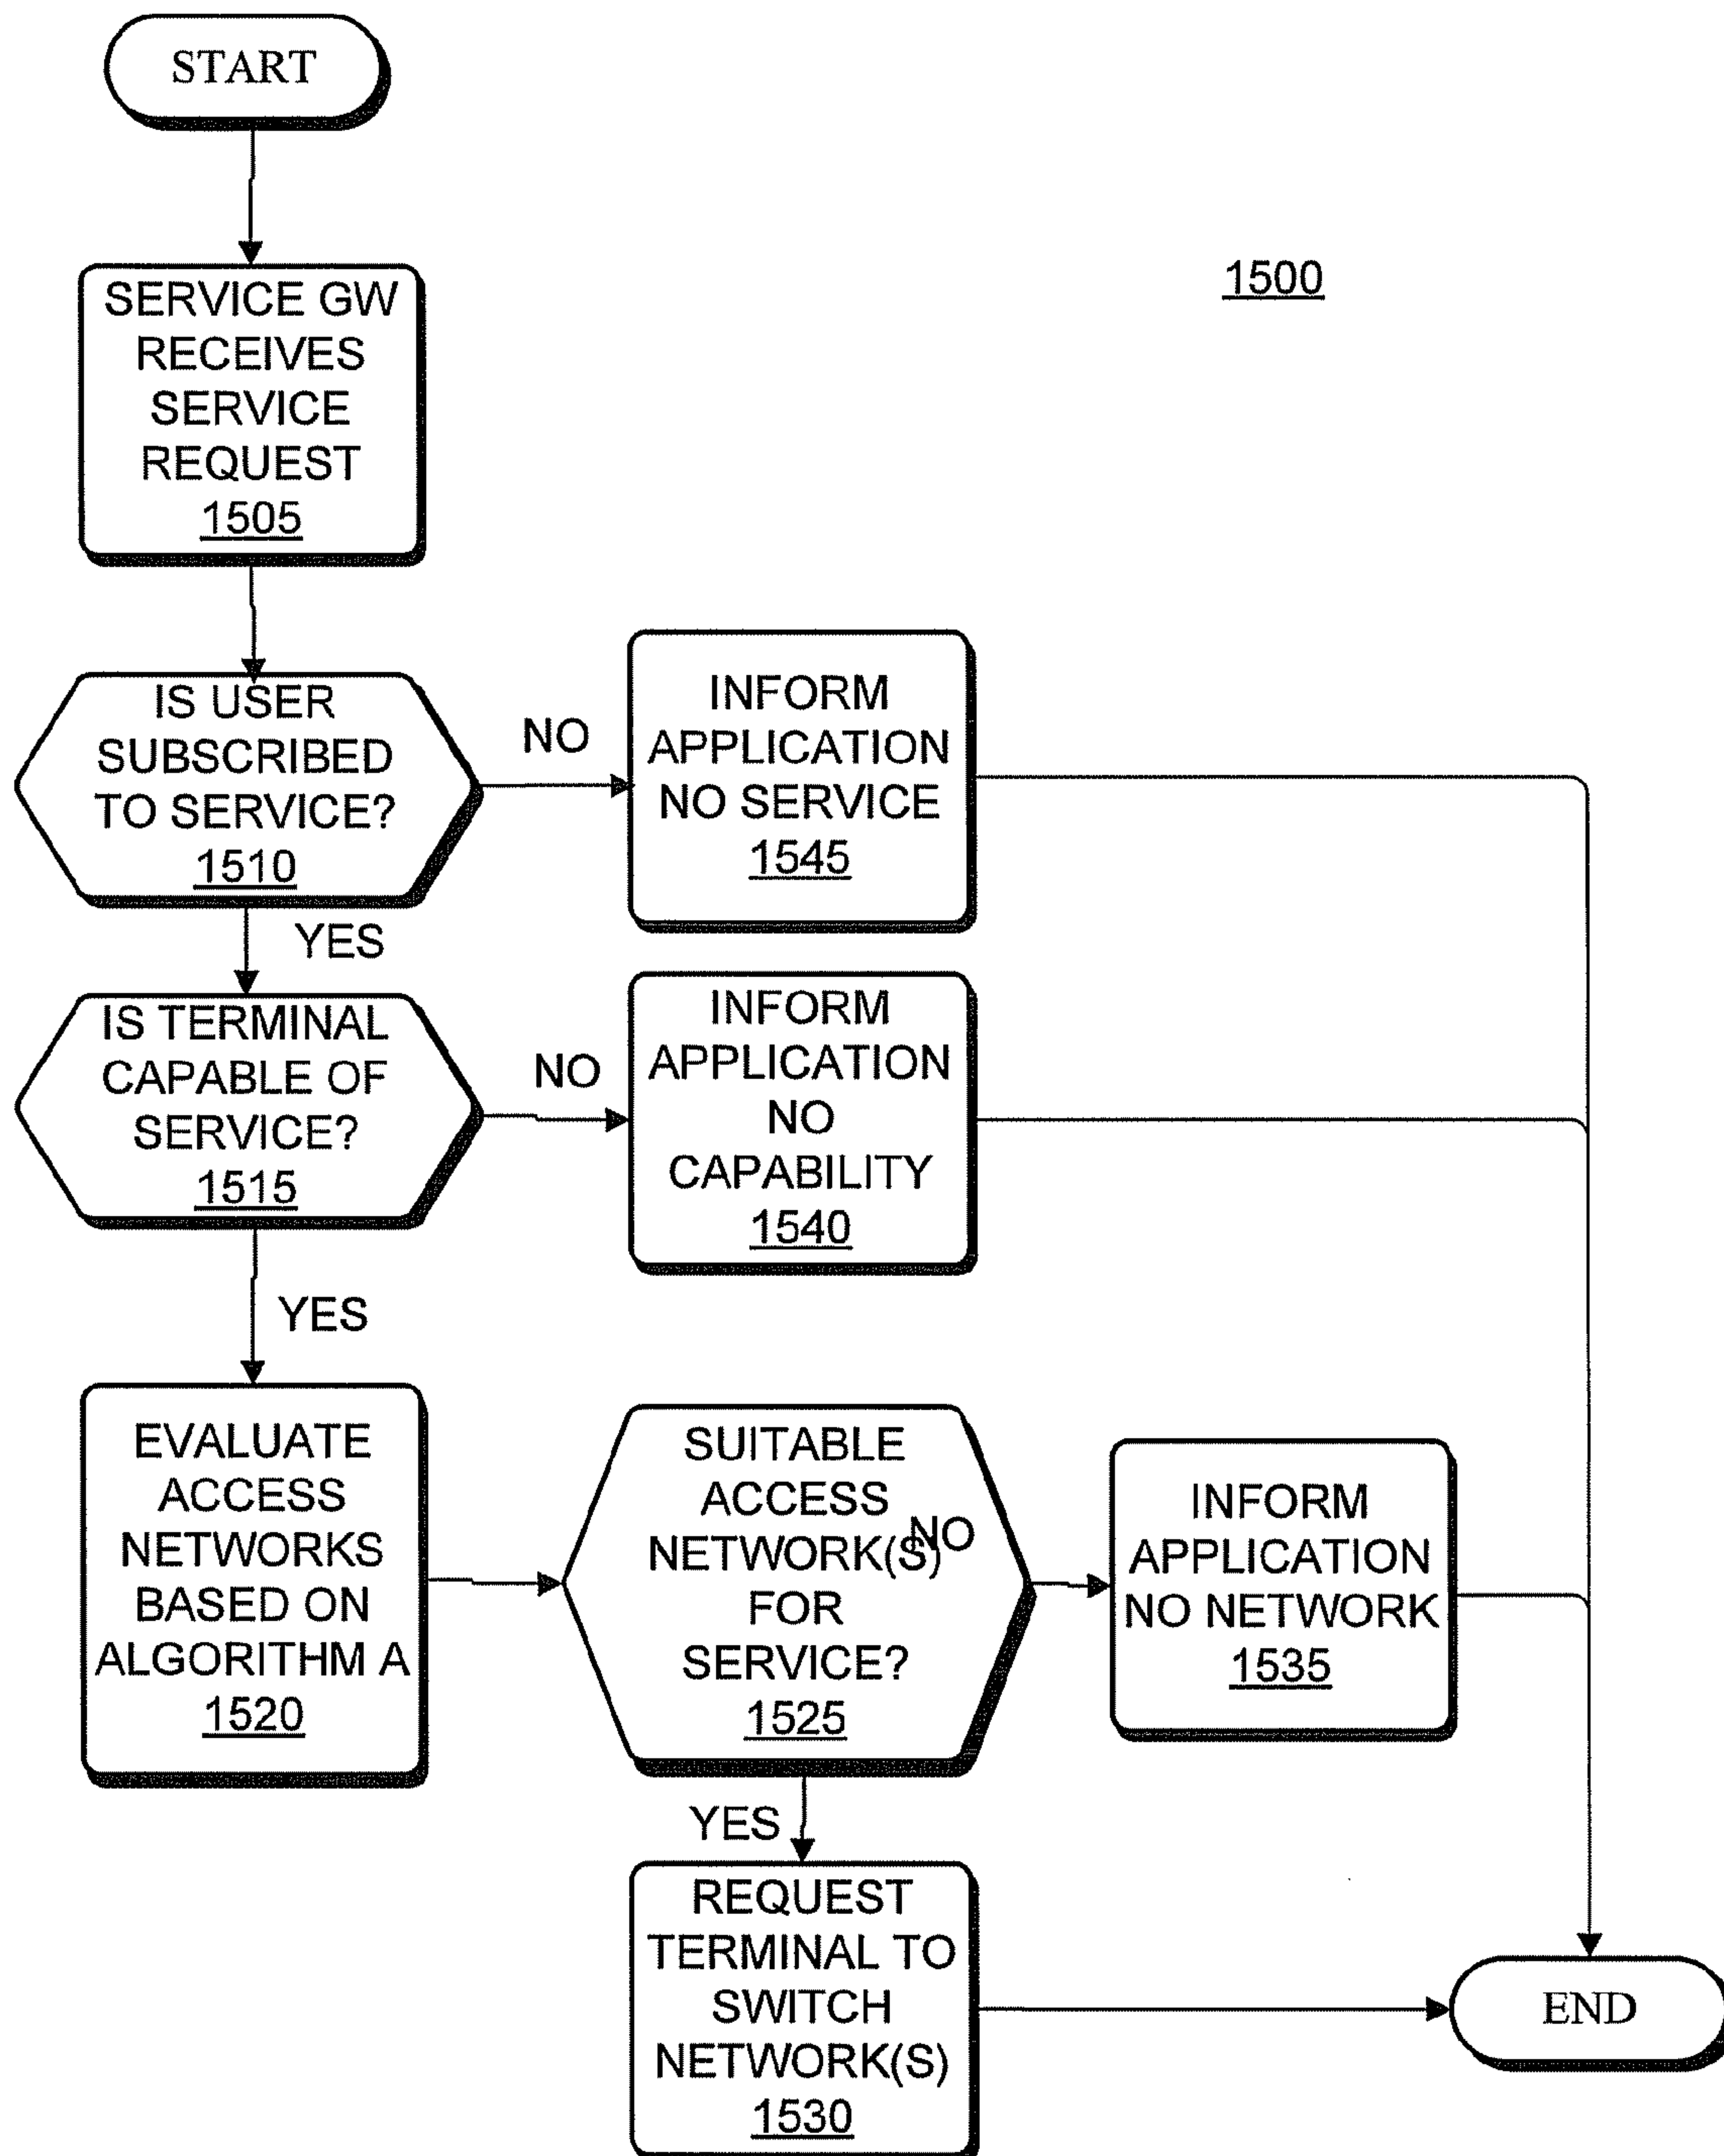 START
1500
SERVICE GW
RECEIVES
SERVICE
REQUEST
1505
IS USER
SUBSCRIBED
TO SERVICE?
1510
NO
INFORM
APPLICATION
NO SERVICE
1545
YES
IS TERMINAL
CAPABLE OF
SERVICE?
1515
NO
INFORM
APPLICATION
NO
CAPABILITY
1540
YES
EVALUATE
ACCESS
NETWORKS
BASED ON
ALGORITHM A
1520
SUITABLE
ACCESS
NETWORK(S)
FOR
SERVICE?
1525
NO
INFORM
APPLICATION
NO NETWORK
1535
YES
REQUEST
TERMINAL TO
SWITCH
NETWORK(S)
1530
END